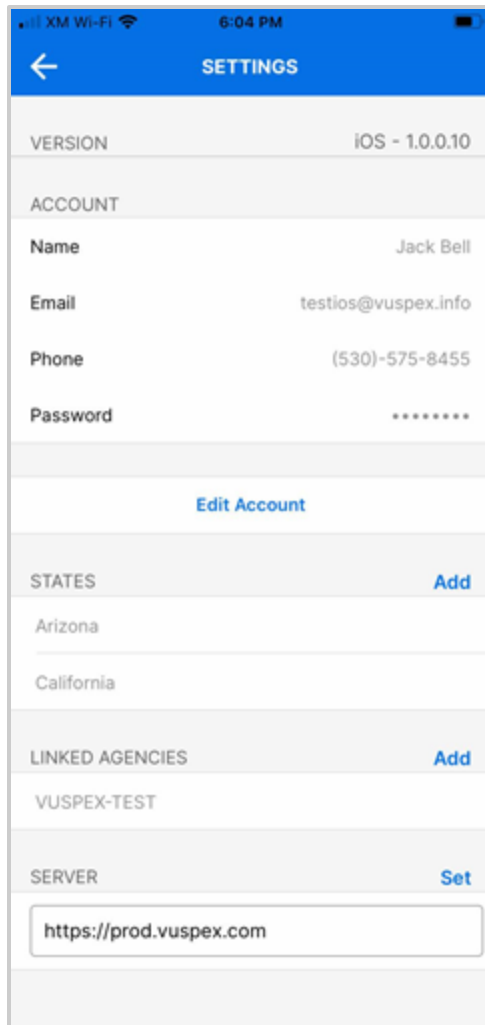 XM Wi-Fi 6:04 PM
SETTINGS
VERSION iOS - 1.0.0.10
ACCOUNT
Name Jack Bell
Email testios@vuspex.info
Phone (530)-575-8455
Password ••••••••
Edit Account
STATES Add
Arizona
California
LINKED AGENCIES Add
VUSPEX-TEST
SERVER Set
https://prod.vuspex.com